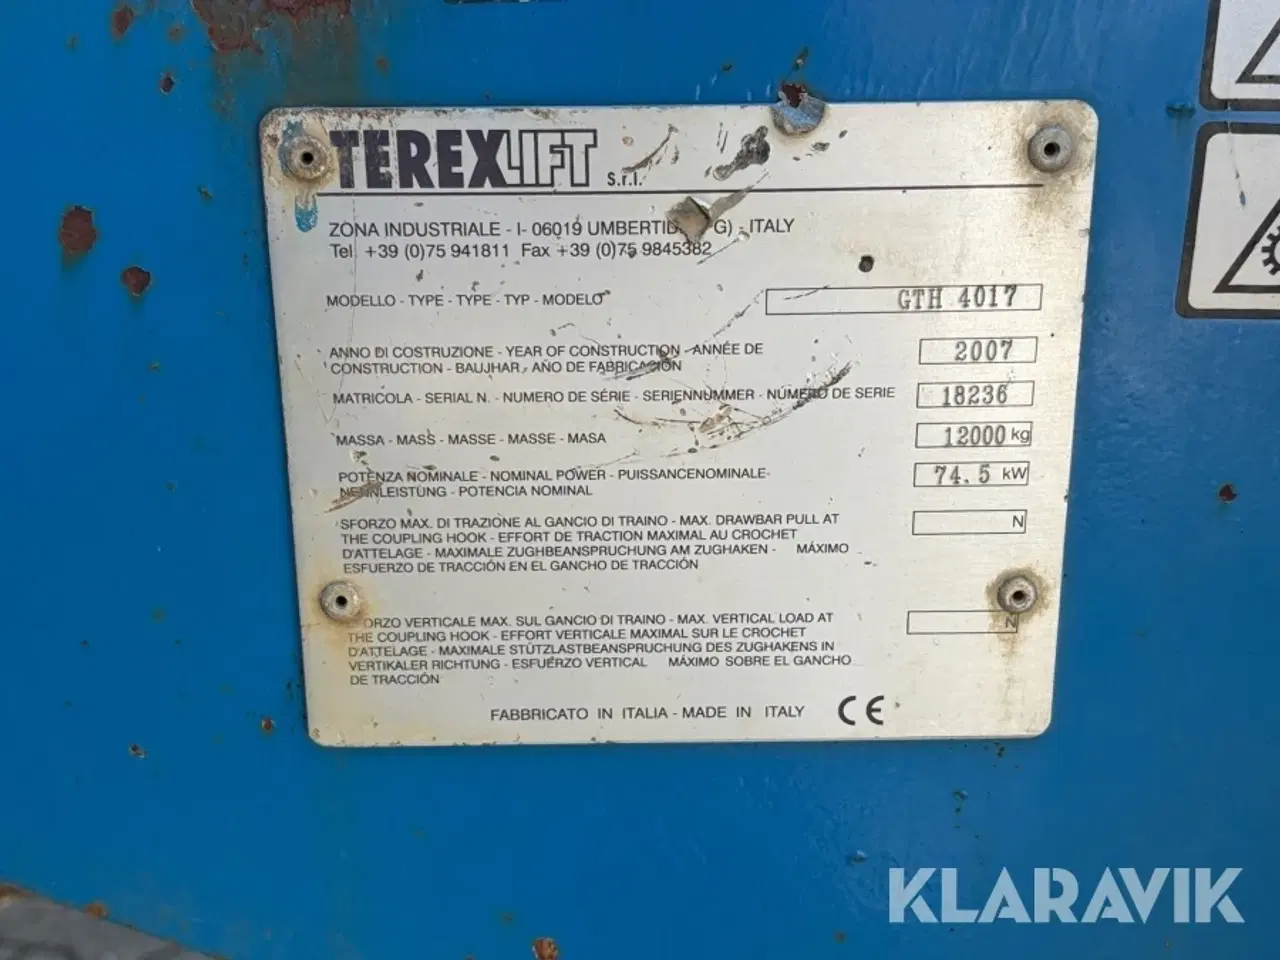 TEREXLIFT S.r.l.
ZONA INDUSTRIALE - I- 06019 G) - ITALY
Tel. +39 (0)75 941811 Fax +39 (0)75 9845382
MODELLO - TYPE - TYPE - TYP - MODELO GTH 4017
ANNO DI COSTRUZIONE - YEAR OF CONSTRUCTION - ANNÉE DE
CONSTRUCTION - BAUJHAR - AÑO DE FABRICACIÓN 2007
MATRICOLA - SERIAL N. - NUMERO DE SÉRIE - SERIENNUMMER - NÚMERO DE SERIE 18236
MASSA - MASS - MASSE - MASSE - MASA 12000 kg
POTENZA NOMINALE - NOMINAL POWER - PUISSANCENOMINALE-
NENNLEISTUNG - POTENCIA NOMINAL 74.5 kW
SFORZO MAX. DI TRAZIONE AL GANCIO DI TRAINO - MAX. DRAWBAR PULL AT N
THE COUPLING HOOK - EFFORT DE TRACTION MAXIMAL AU CROCHET
D'ATTELAGE - MAXIMALE ZUGHBEANSPRUCHUNG AM ZUGHAKEN - MÁXIMO
ESFUERZO DE TRACCIÓN EN EL GANCHO DE TRACCIÓN
FORZO VERTICALE MAX. SUL GANCIO DI TRAINO - MAX. VERTICAL LOAD AT N
THE COUPLING HOOK - EFFORT VERTICALE MAXIMAL SUR LE CROCHET
D'ATTELAGE - MAXIMALE STÜTZLASTBEANSPRUCHUNG DES ZUGHAKENS IN
VERTIKALER RICHTUNG - ESFUERZO VERTICAL MÁXIMO SOBRE EL GANCHO
DE TRACCIÓN
FABBRICATO IN ITALIA - MADE IN ITALY CE
KLARAVIK